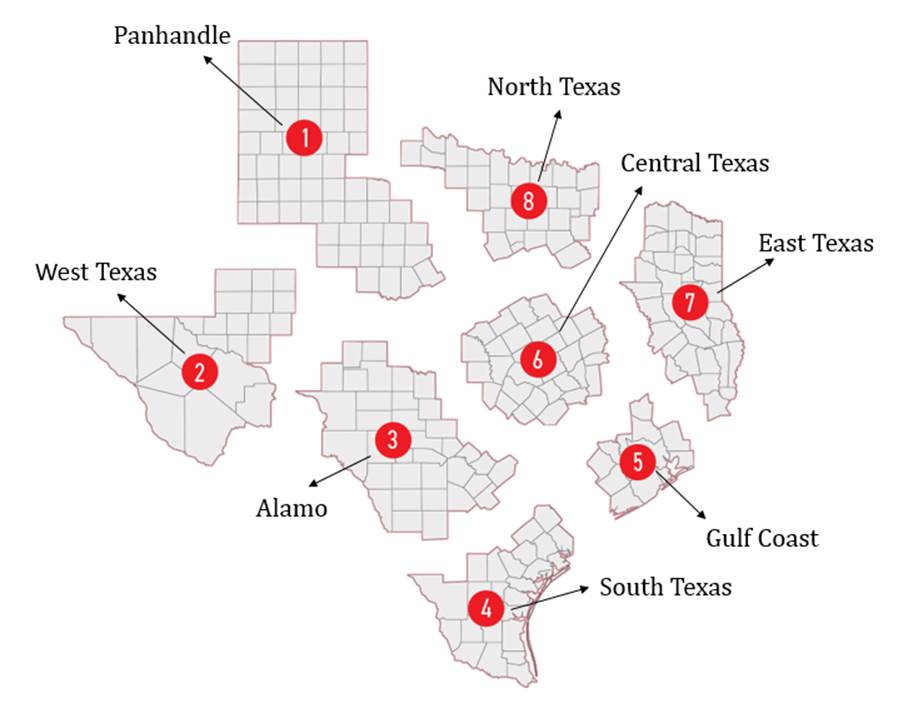 Panhandle
North Texas
1
Central Texas
8
East Texas
West Texas
7
6
2
3
5
Alamo
Gulf Coast
South Texas
4